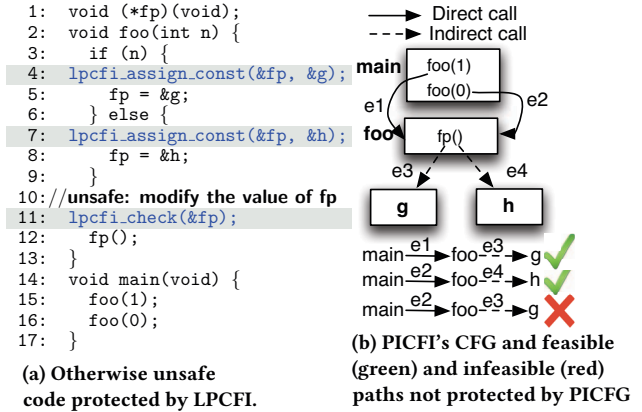 1: void (*fp)(void);
2: void foo(int n) {
3: if (n) {
4: lpcfi_assign_const(&fp, &g);
5: fp = &g;
6: } else {
7: lpcfi_assign_const(&fp, &h);
8: fp = &h;
9: }
10://unsafe: modify the value of fp
11: lpcfi_check(&fp);
12: fp();
13: }
14: void main(void) {
15: foo(1);
16: foo(0);
17: }
(a) Otherwise unsafe
code protected by LPCFI.
Direct call
Indirect call
main
foo(1)
foo(0)
e1
e2
foo
fp()
e3
e4
g
h
main e1 foo e3 g
main e2 foo e4 h
main e2 foo e3 g
(b) PICFI's CFG and feasible
(green) and infeasible (red)
paths not protected by PICFG